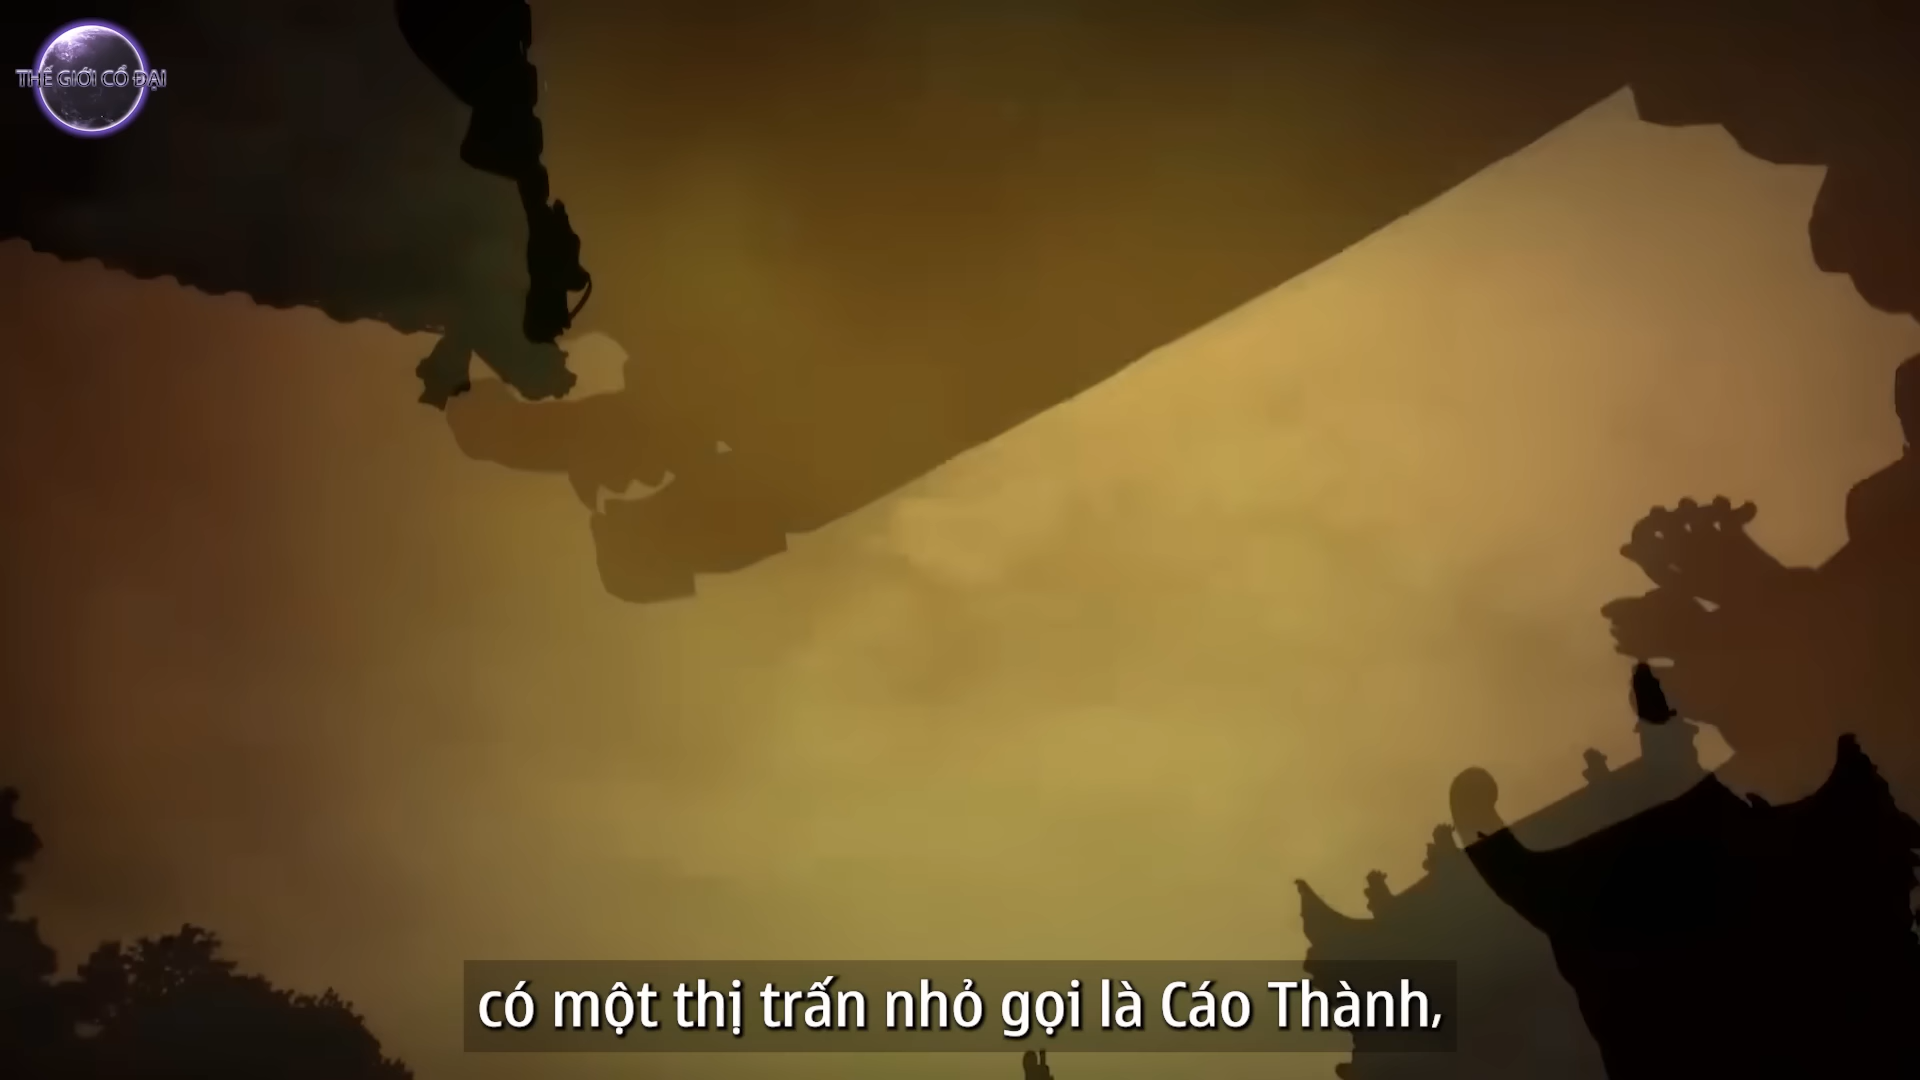 THẾ GIỚI CỔ ĐẠI
có một thị trấn nhỏ gọi là Cáo Thành,